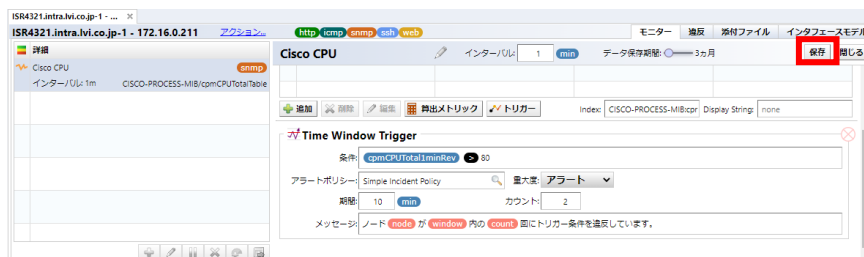 ISR4321.intra.lvi.co.jp-1 - ...
ISR4321.intra.lvi.co.jp-1 - 172.16.0.211 アクション... http icmp snmp ssh web モニター 違反 添付ファイル インタフェースモデル
詳細
Cisco CPU snmp
インターバル: 1m CISCO-PROCESS-MIB/cpmCPUTotalTable
Cisco CPU インターバル: 1 min データ保存期間: 3ヵ月 保存 閉じる
追加 削除 編集 算出メトリック トリガー Index: CISCO-PROCESS-MIB:cpr Display String: none
Time Window Trigger
条件: cpmCPUTotal1minRev > 80
アラートポリシー: Simple Incident Policy 重大度: アラート
期間: 10 min カウント: 2
メッセージ: ノード node が window 内の count 回にトリガー条件を違反しています。